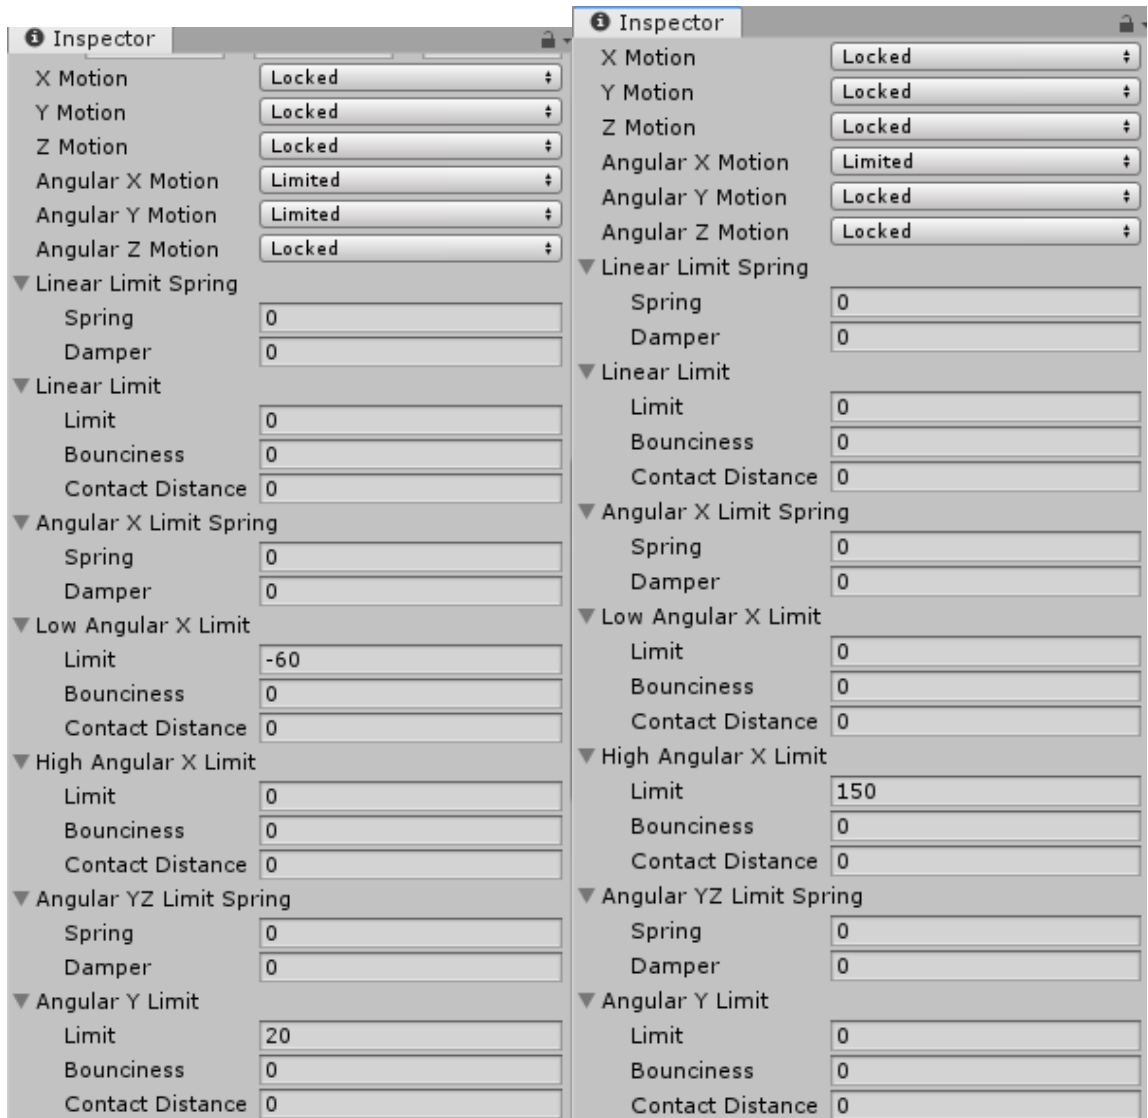 Inspector
X Motion Locked
Y Motion Locked
Z Motion Locked
Angular X Motion Limited
Angular Y Motion Limited
Angular Z Motion Locked
Linear Limit Spring
Spring 0
Damper 0
Linear Limit
Limit 0
Bounciness 0
Contact Distance 0
Angular X Limit Spring
Spring 0
Damper 0
Low Angular X Limit
Limit -60
Bounciness 0
Contact Distance 0
High Angular X Limit
Limit 0
Bounciness 0
Contact Distance 0
Angular YZ Limit Spring
Spring 0
Damper 0
Angular Y Limit
Limit 20
Bounciness 0
Contact Distance 0
Inspector
X Motion Locked
Y Motion Locked
Z Motion Locked
Angular X Motion Limited
Angular Y Motion Locked
Angular Z Motion Locked
Linear Limit Spring
Spring 0
Damper 0
Linear Limit
Limit 0
Bounciness 0
Contact Distance 0
Angular X Limit Spring
Spring 0
Damper 0
Low Angular X Limit
Limit 0
Bounciness 0
Contact Distance 0
High Angular X Limit
Limit 150
Bounciness 0
Contact Distance 0
Angular YZ Limit Spring
Spring 0
Damper 0
Angular Y Limit
Limit 0
Bounciness 0
Contact Distance 0